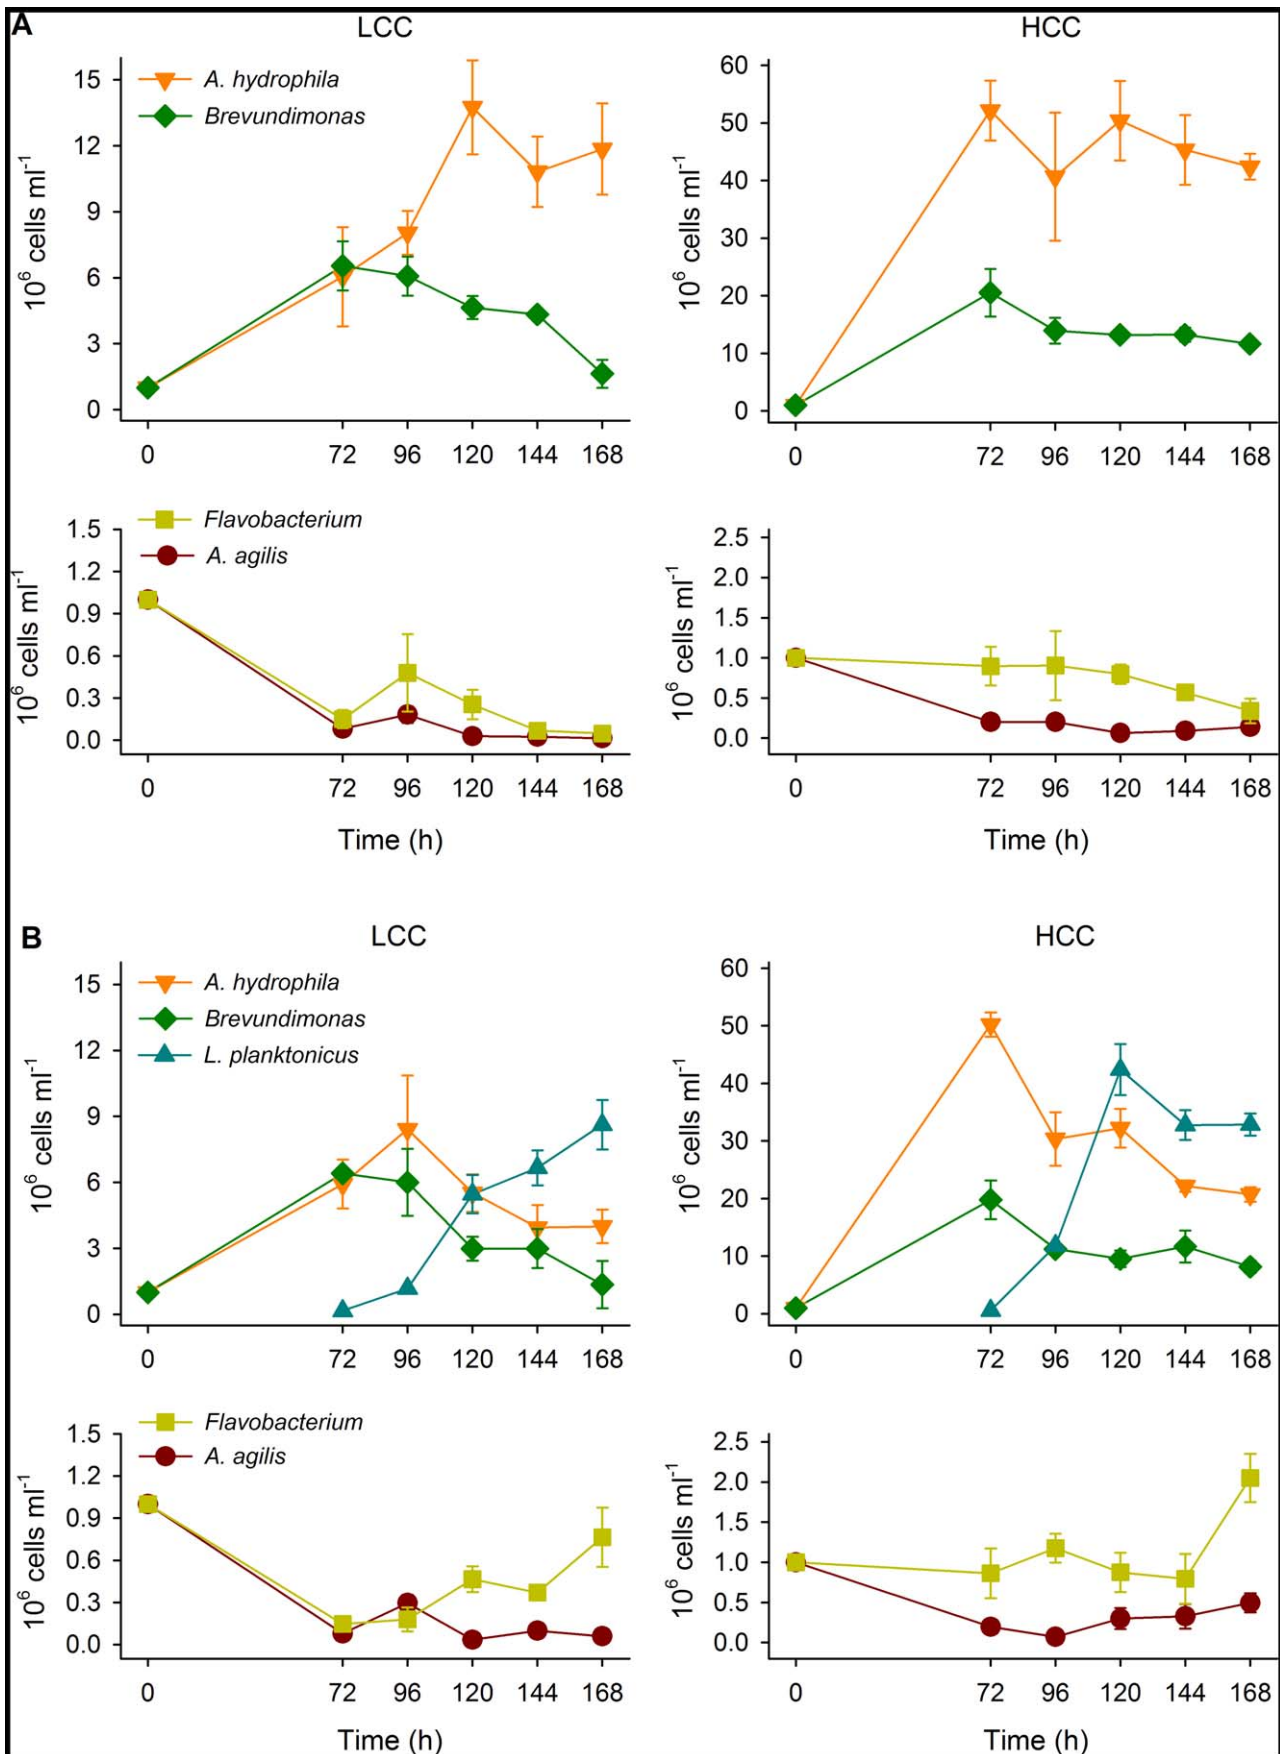 A
LCC
HCC
A. hydrophila
Brevundimonas
10⁶ cells ml⁻¹
15
12
9
6
3
0
0 72 96 120 144 168
10⁶ cells ml⁻¹
60
50
40
30
20
10
0
0 72 96 120 144 168
Flavobacterium
A. agilis
10⁶ cells ml⁻¹
1.5
1.2
0.9
0.6
0.3
0.0
0 72 96 120 144 168
Time (h)
10⁶ cells ml⁻¹
2.5
2.0
1.5
1.0
0.5
0.0
0 72 96 120 144 168
Time (h)
B
LCC
HCC
A. hydrophila
Brevundimonas
L. planktonicus
10⁶ cells ml⁻¹
15
12
9
6
3
0
0 72 96 120 144 168
10⁶ cells ml⁻¹
60
50
40
30
20
10
0
0 72 96 120 144 168
Flavobacterium
A. agilis
10⁶ cells ml⁻¹
1.5
1.2
0.9
0.6
0.3
0.0
0 72 96 120 144 168
Time (h)
10⁶ cells ml⁻¹
2.5
2.0
1.5
1.0
0.5
0.0
0 72 96 120 144 168
Time (h)